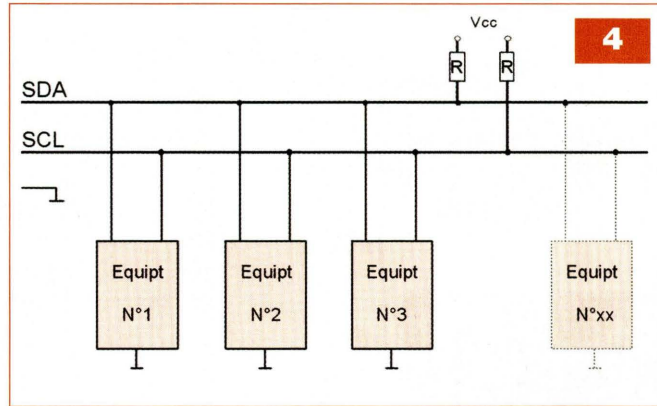 Vcc
4
R R
SDA
SCL
Equipt Equipt Equipt Equipt
N°1 N°2 N°3 N°xx